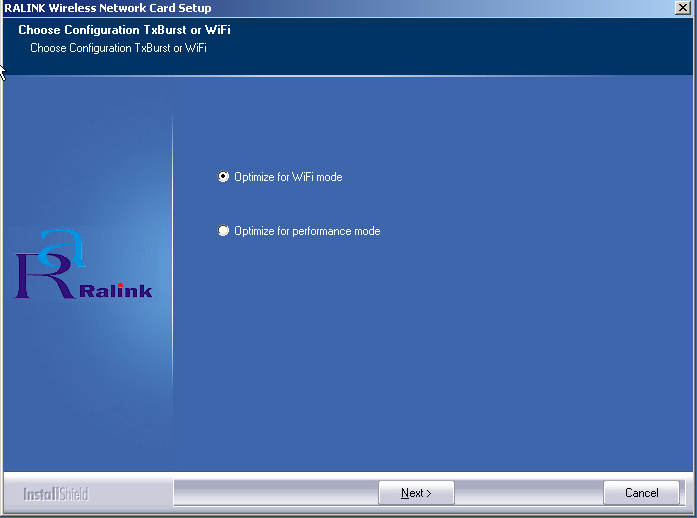 RALINK Wireless Network Card Setup
Choose Configuration TxBurst or WiFi
Choose Configuration TxBurst or WiFi
Optimize for WiFi mode
Optimize for performance mode
Ra Ralink
InstallShield
Next >
Cancel